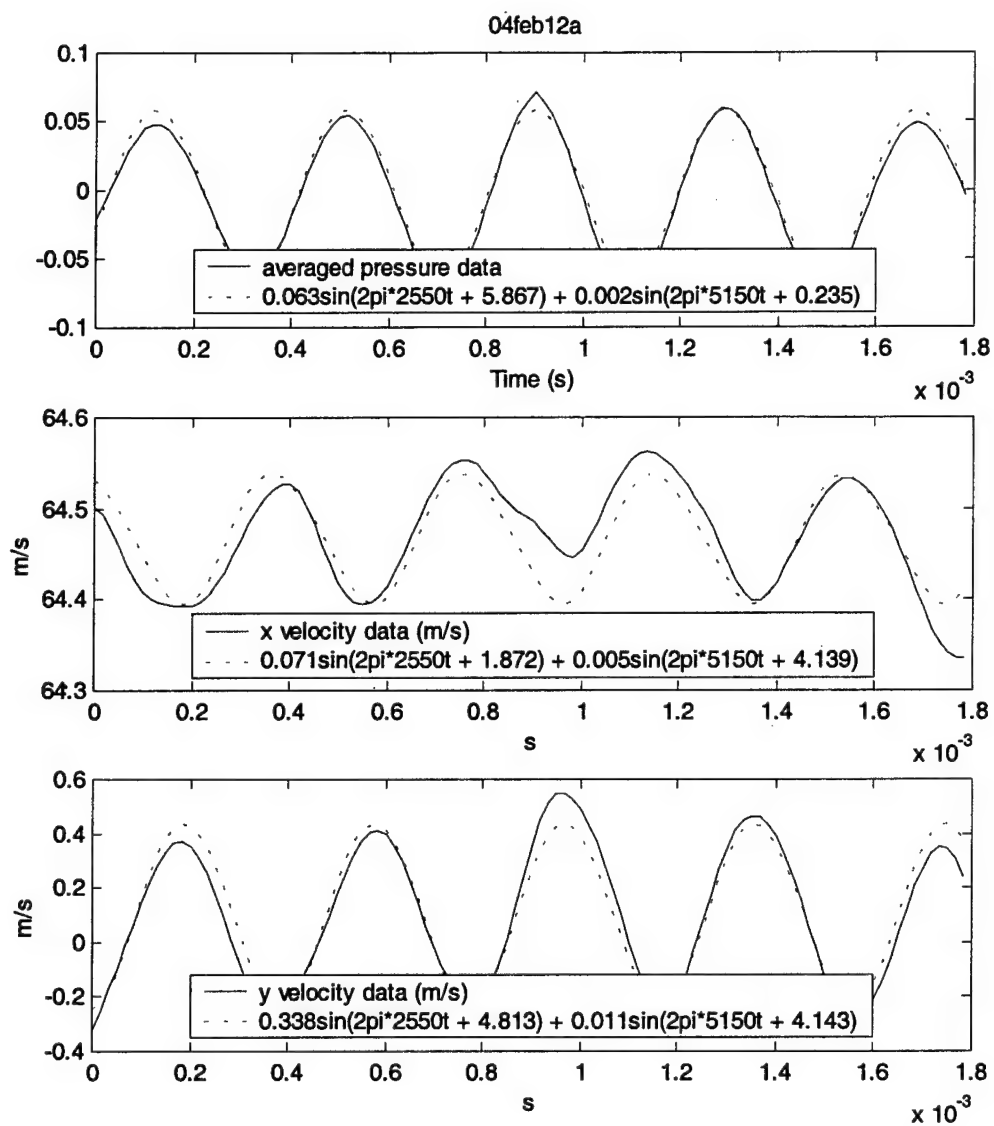 04feb12a
0.1
0.05
0
-0.05
-0.1
averaged pressure data
0.063sin(2pi*2550t + 5.867) + 0.002sin(2pi*5150t + 0.235)
0 0.2 0.4 0.6 0.8 1 1.2 1.4 1.6 1.8
Time (s)
x 10^-3
64.6
64.5
64.4
64.3
m/s
x velocity data (m/s)
0.071sin(2pi*2550t + 1.872) + 0.005sin(2pi*5150t + 4.139)
0 0.2 0.4 0.6 0.8 1 1.2 1.4 1.6 1.8
s
x 10^-3
0.6
0.4
0.2
0
-0.2
-0.4
m/s
y velocity data (m/s)
0.338sin(2pi*2550t + 4.813) + 0.011sin(2pi*5150t + 4.143)
0 0.2 0.4 0.6 0.8 1 1.2 1.4 1.6 1.8
s
x 10^-3